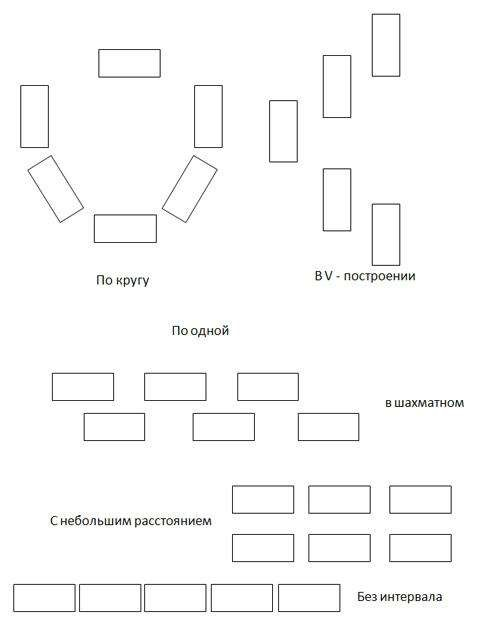 По кругу
В V - построении
По одной
в шахматном
С небольшим расстоянием
Без интервала